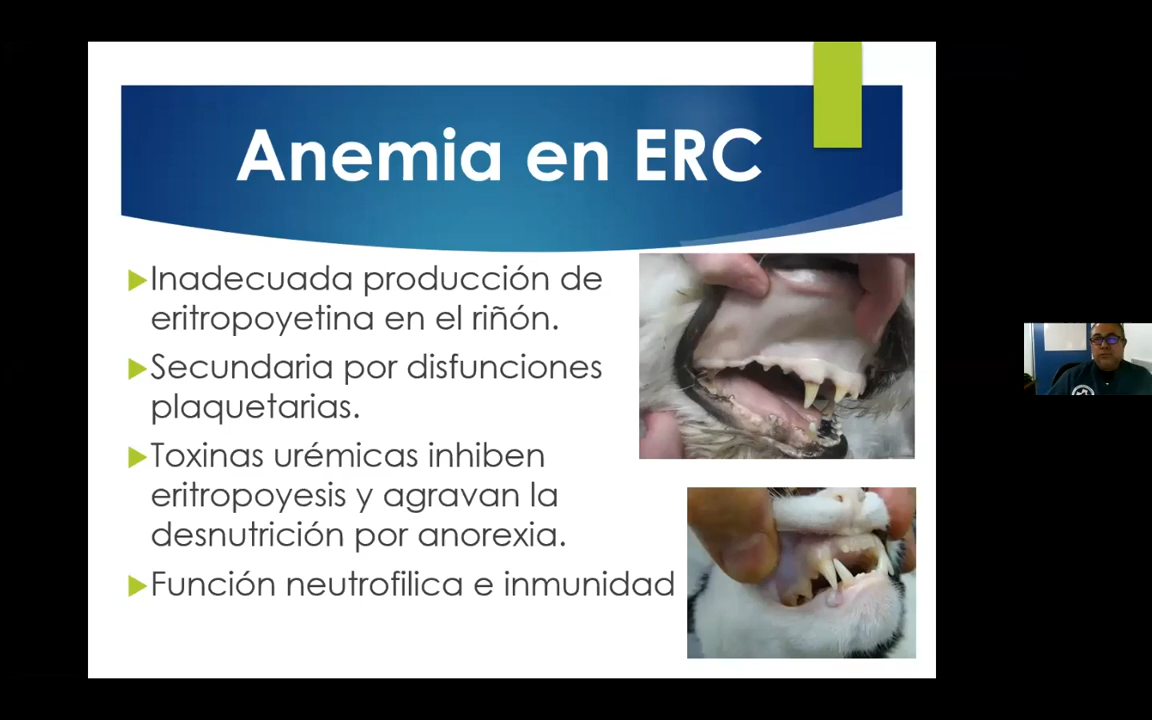 Anemia en ERC
Inadecuada producción de
eritropoyetina en el riñón.
Secundaria por disfunciones
plaquetarias.
Toxinas urémicas inhiben
eritropoyesis y agravan la
desnutrición por anorexia.
Función neutrofilica e inmunidad